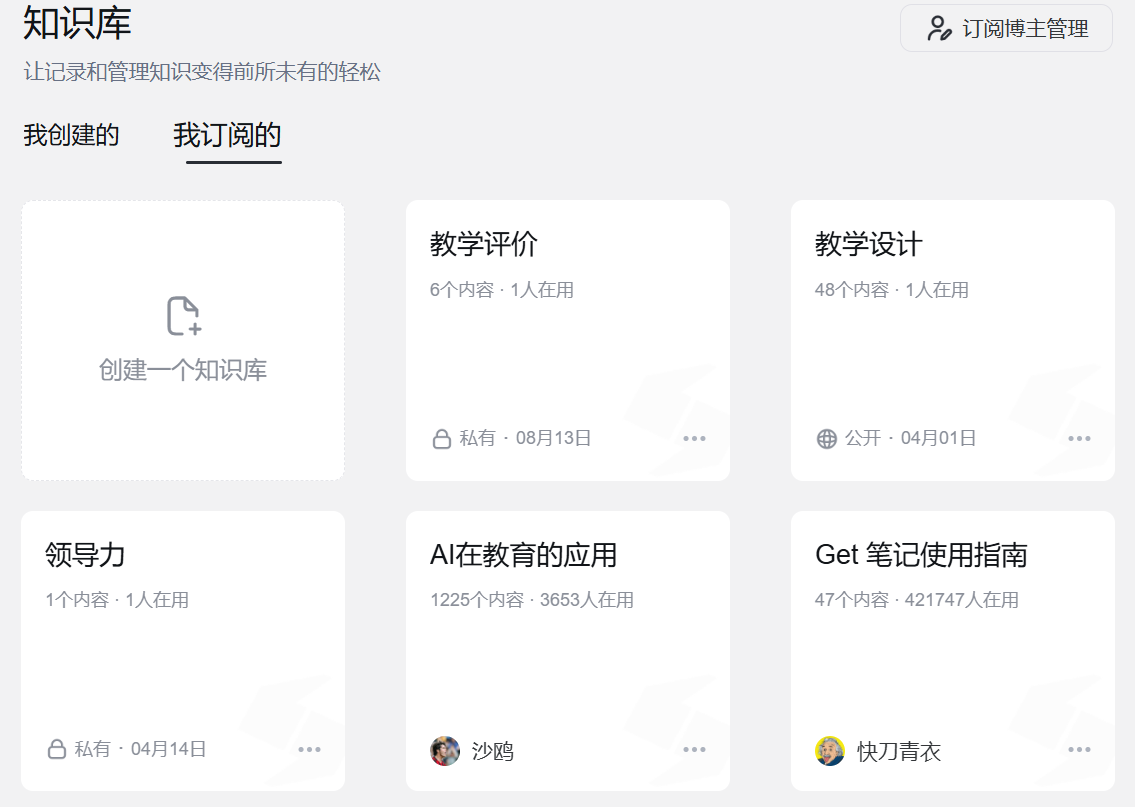 知识库
订阅博主管理
让记录和管理知识变得前所未有的轻松
我创建的
我订阅的
创建一个知识库
教学评价
6个内容 · 1人在用
私有 · 08月13日
教学设计
48个内容 · 1人在用
公开 · 04月01日
领导力
1个内容 · 1人在用
私有 · 04月14日
AI在教育的应用
1225个内容 · 3653人在用
沙鸥
Get 笔记使用指南
47个内容 · 421747人在用
快刀青衣